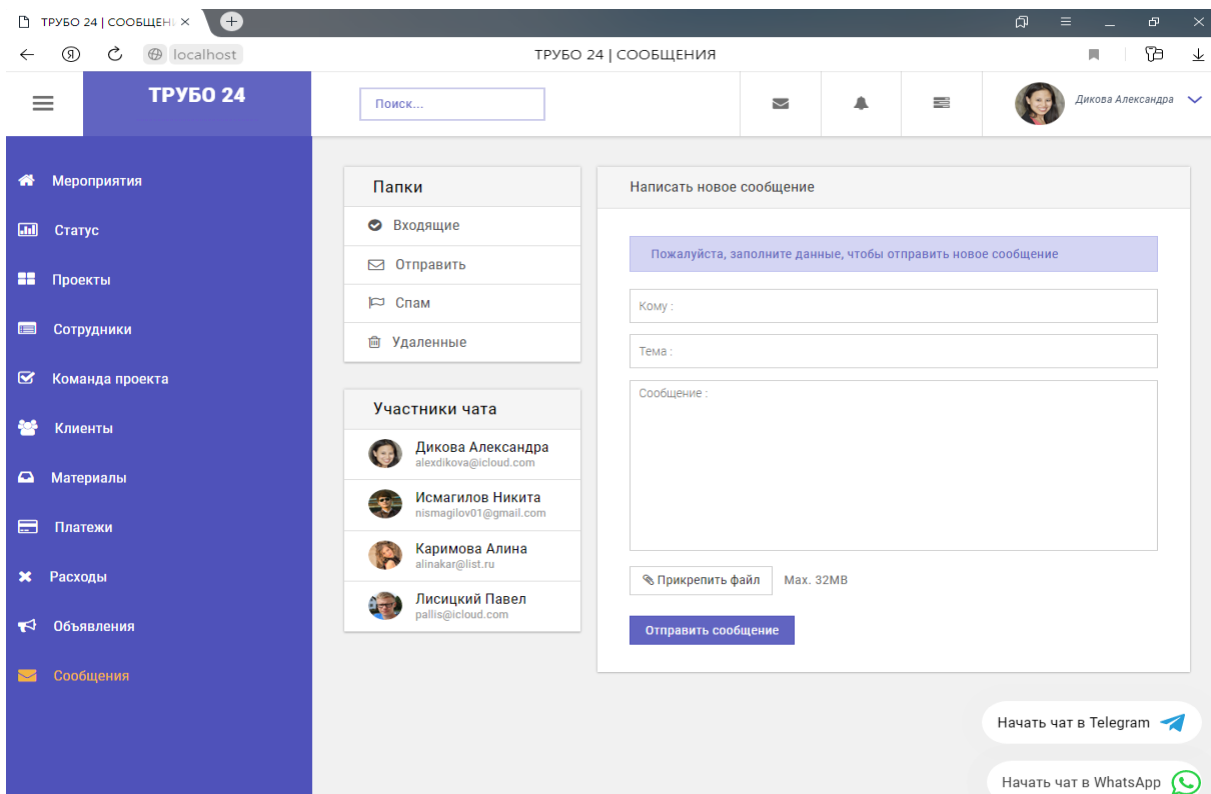 ТРУБО 24 | СООБЩЕНІ
localhost
ТРУБО 24 | СООБЩЕНИЯ
ТРУБО 24
Поиск...
Дикова Александра
Мероприятия
Статус
Проекты
Сотрудники
Команда проекта
Клиенты
Материалы
Платежи
Расходы
Объявления
Сообщения
Папки
Входящие
Отправить
Спам
Удаленные
Участники чата
Дикова Александра
alexdikova@icloud.com
Исмагилов Никита
nismagilov01@gmail.com
Каримова Алина
alinakar@list.ru
Лисицкий Павел
pallis@icloud.com
Написать новое сообщение
Пожалуйста, заполните данные, чтобы отправить новое сообщение
Кому :
Тема :
Сообщение :
Прикрепить файл Max. 32MB
Отправить сообщение
Начать чат в Telegram
Начать чат в WhatsApp